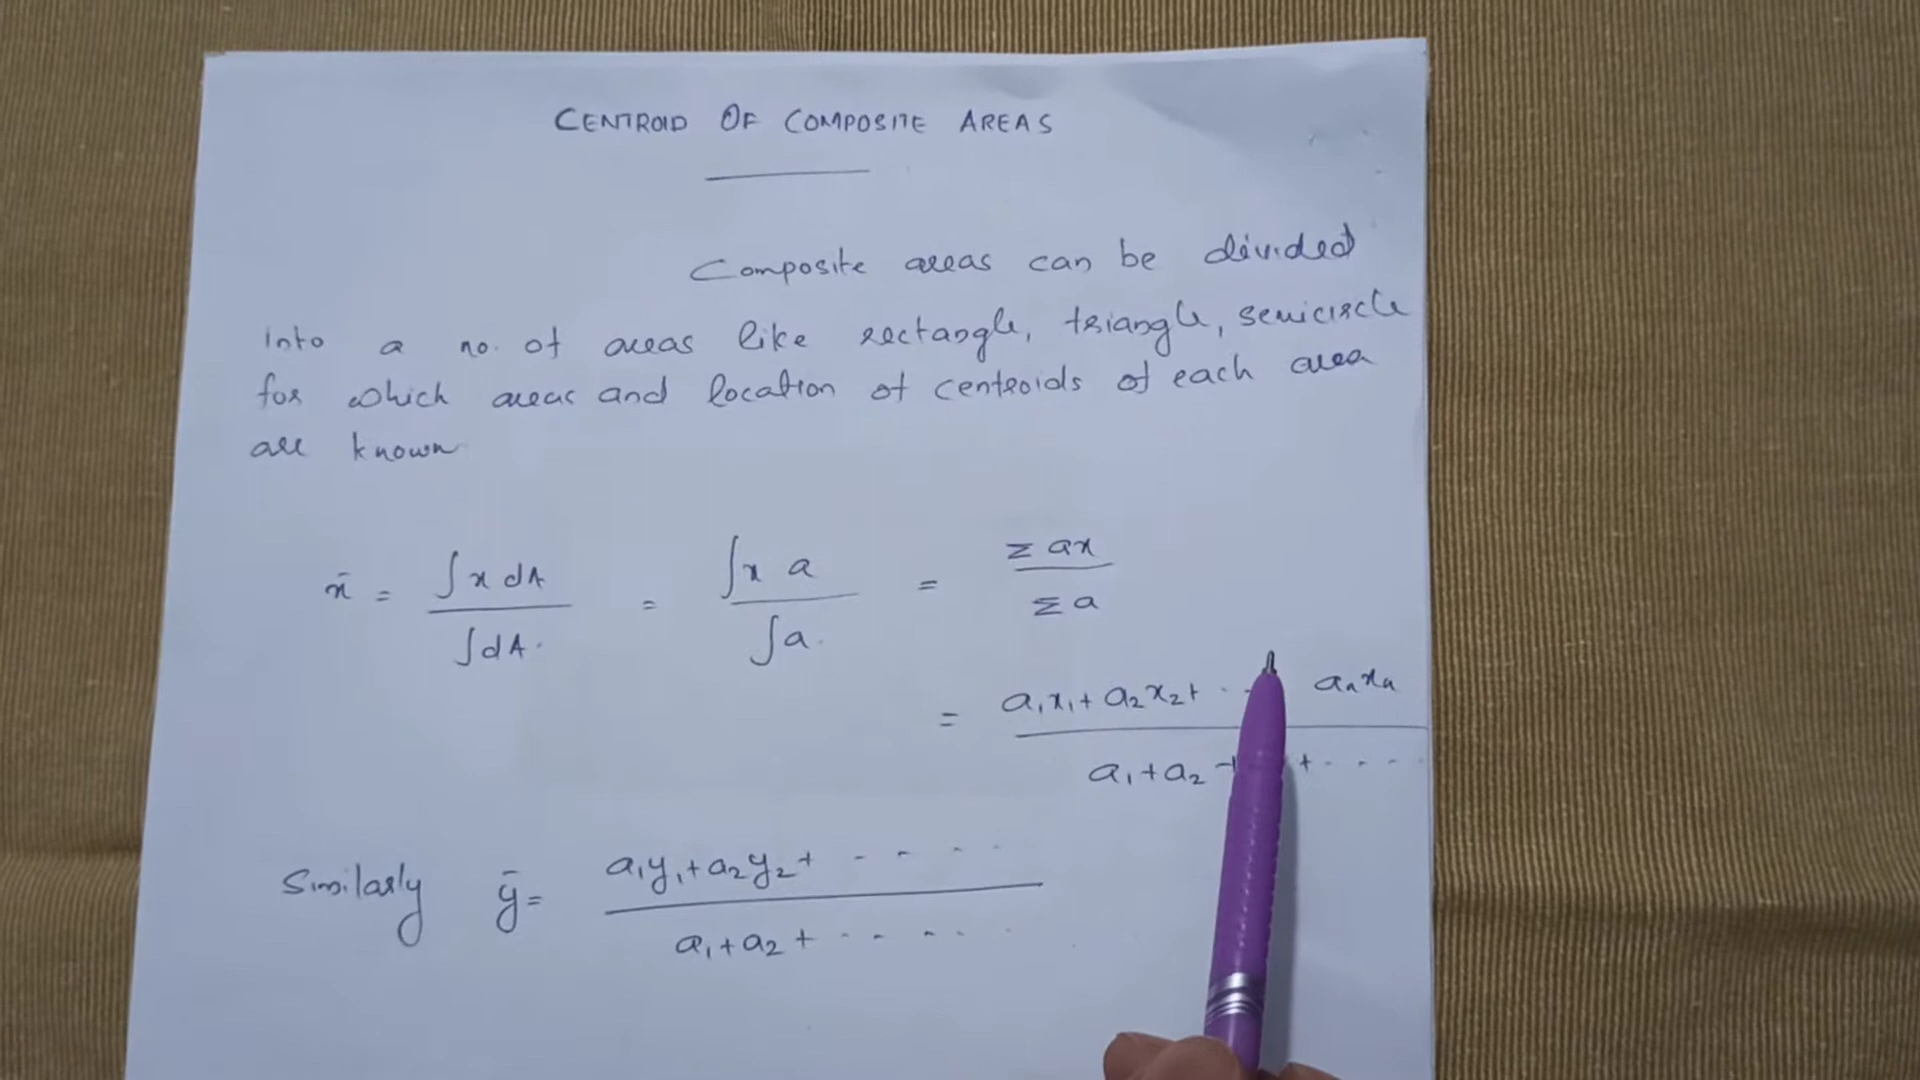 CENTROID OF COMPOSITE AREAS
Composite areas can be divided
Into a no. of areas like rectangle, triangle, semicircle
for which areas and location of centroids of each area
are known
x̄ = ∫x dA / ∫dA. = ∫x a / ∫a. = Σ ax / Σ a
= a₁x₁ + a₂x₂ + · - aₙxₙ / a₁ + a₂ + + · - - -
Similarly ȳ = a₁y₁ + a₂y₂ + - - - - / a₁ + a₂ + - - - -